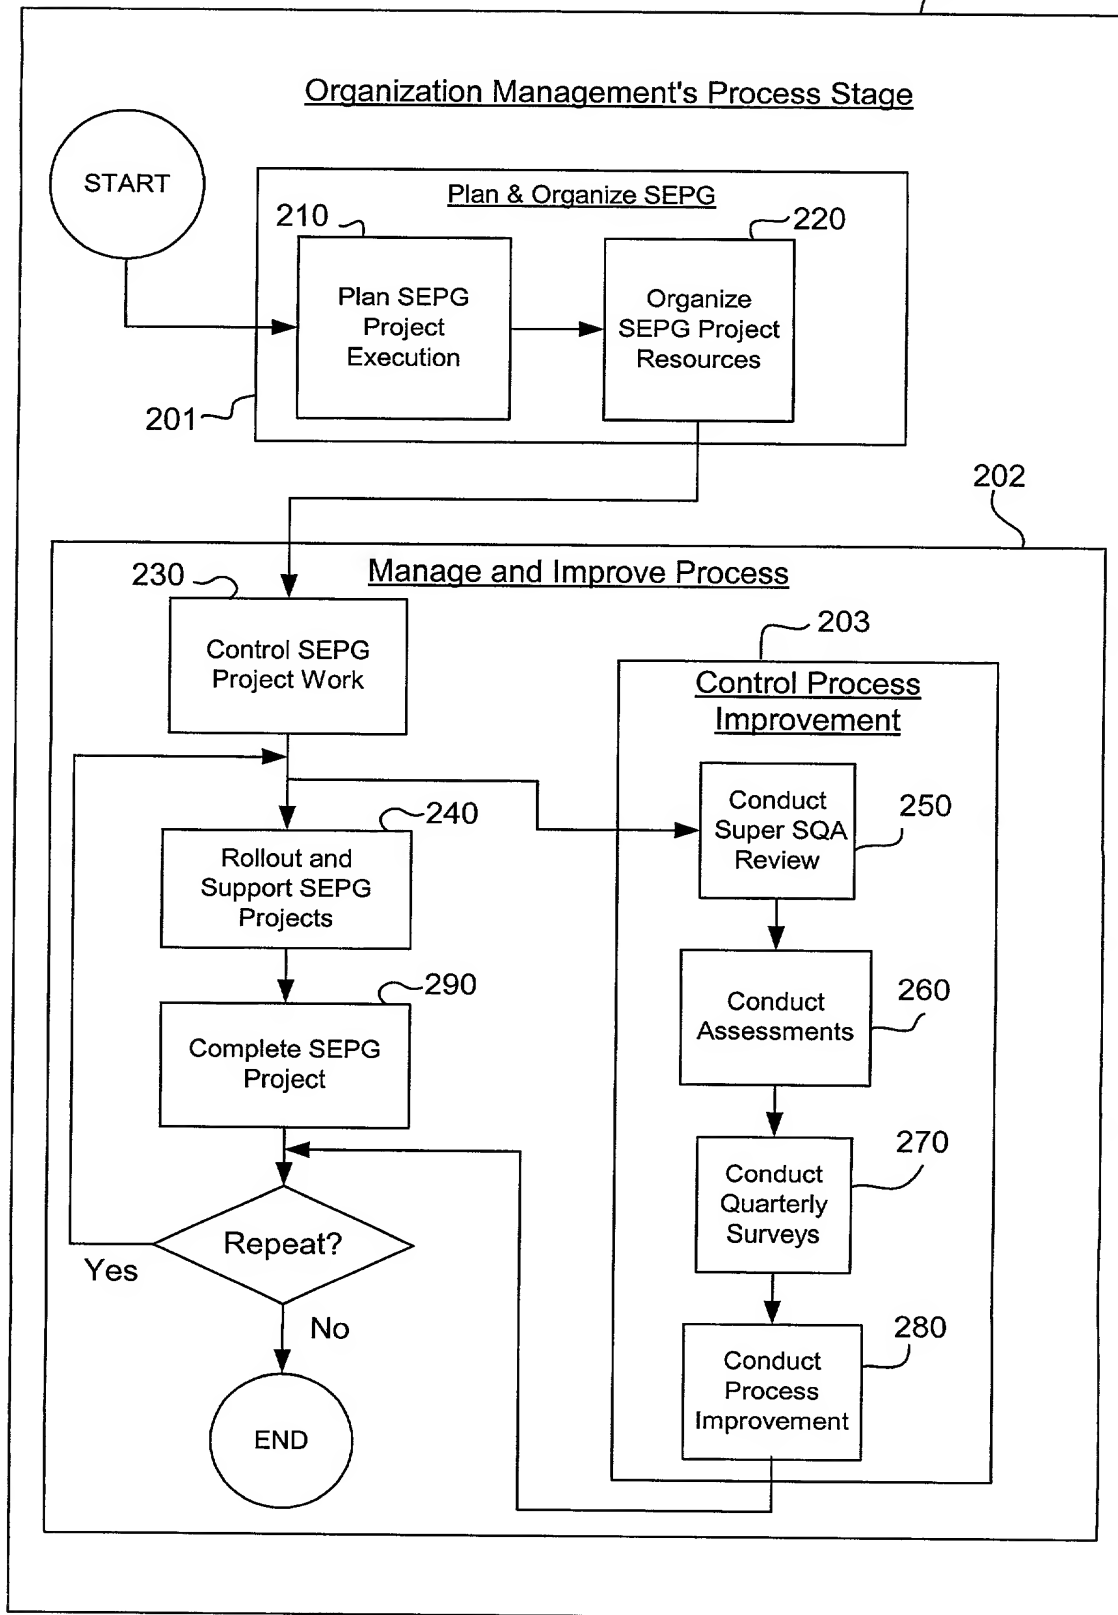 Organization Management's Process Stage
START
Plan & Organize SEPG
210
220
Plan SEPG
Project
Execution
Organize
SEPG Project
Resources
201
202
Manage and Improve Process
230
Control SEPG
Project Work
203
Control Process
Improvement
Conduct
Super SQA
Review
250
240
Rollout and
Support SEPG
Projects
Conduct
Assessments
260
290
Complete SEPG
Project
Conduct
Quarterly
Surveys
270
Repeat?
Yes
No
Conduct
Process
Improvement
280
END